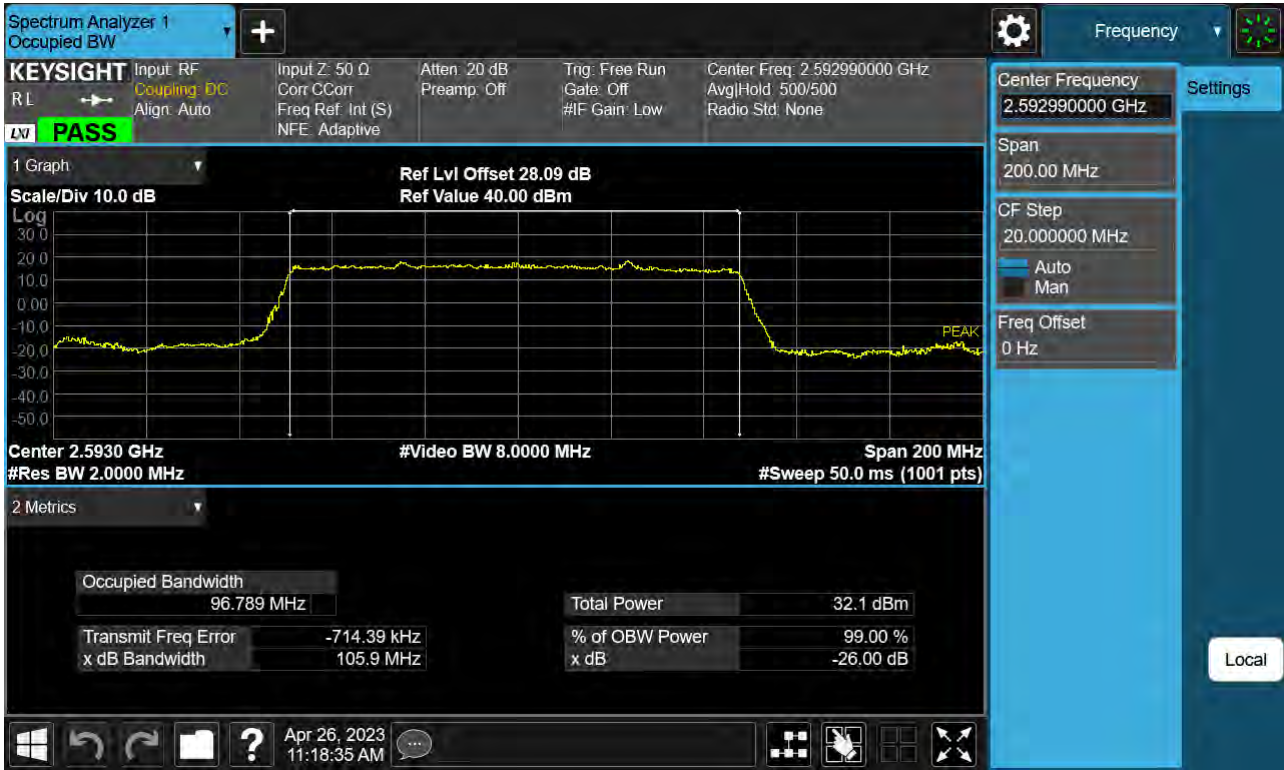 Spectrum Analyzer 1
Occupied BW
Frequency
KEYSIGHT
RL
LXI
PASS
Input: RF
Coupling: DC
Align: Auto
Input Z: 50 Ω
Corr CCorr
Freq Ref: Int (S)
NFE: Adaptive
Atten: 20 dB
Preamp: Off
Trig: Free Run
Gate: Off
#IF Gain: Low
Center Freq: 2.592990000 GHz
Avg|Hold: 500/500
Radio Std: None
Center Frequency
2.592990000 GHz
Settings
Span
200.00 MHz
CF Step
20.000000 MHz
Auto
Man
Freq Offset
0 Hz
Local
1 Graph
Scale/Div 10.0 dB
Ref Lvl Offset 28.09 dB
Ref Value 40.00 dBm
Log
30.0
20.0
10.0
0.00
-10.0
-20.0
-30.0
-40.0
-50.0
PEAK
Center 2.5930 GHz
#Video BW 8.0000 MHz
Span 200 MHz
#Res BW 2.0000 MHz
#Sweep 50.0 ms (1001 pts)
2 Metrics
Occupied Bandwidth
96.789 MHz
Total Power 32.1 dBm
Transmit Freq Error -714.39 kHz
% of OBW Power 99.00 %
x dB Bandwidth 105.9 MHz
x dB -26.00 dB
?
Apr 26, 2023
11:18:35 AM